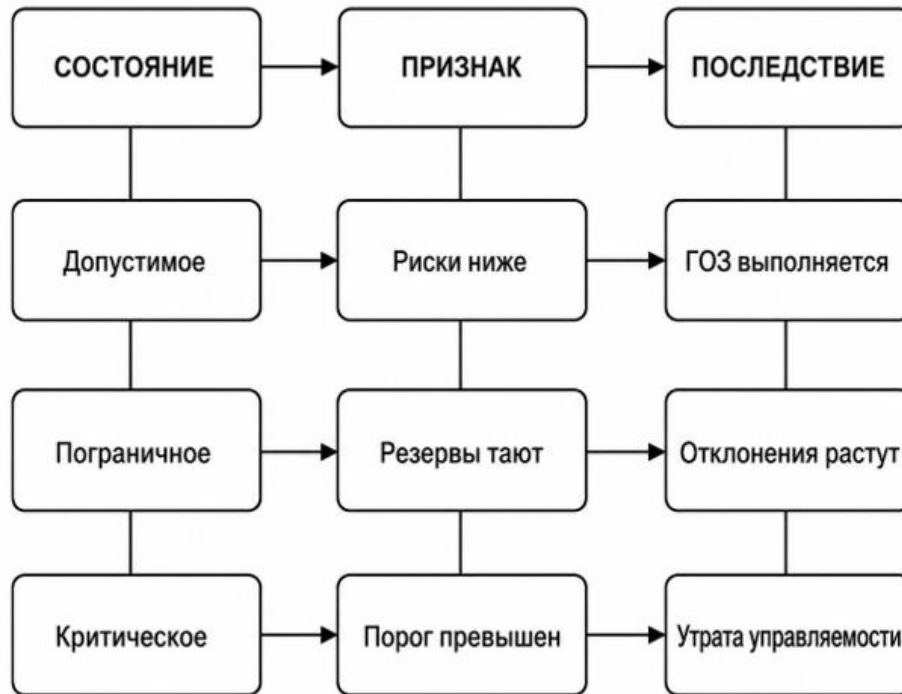 СОСТОЯНИЕ
ПРИЗНАК
ПОСЛЕДСТВИЕ
Допустимое
Риски ниже
ГОЗ выполняется
Пограничное
Резервы тают
Отклонения растут
Критическое
Порог превышен
Утрата управляемости